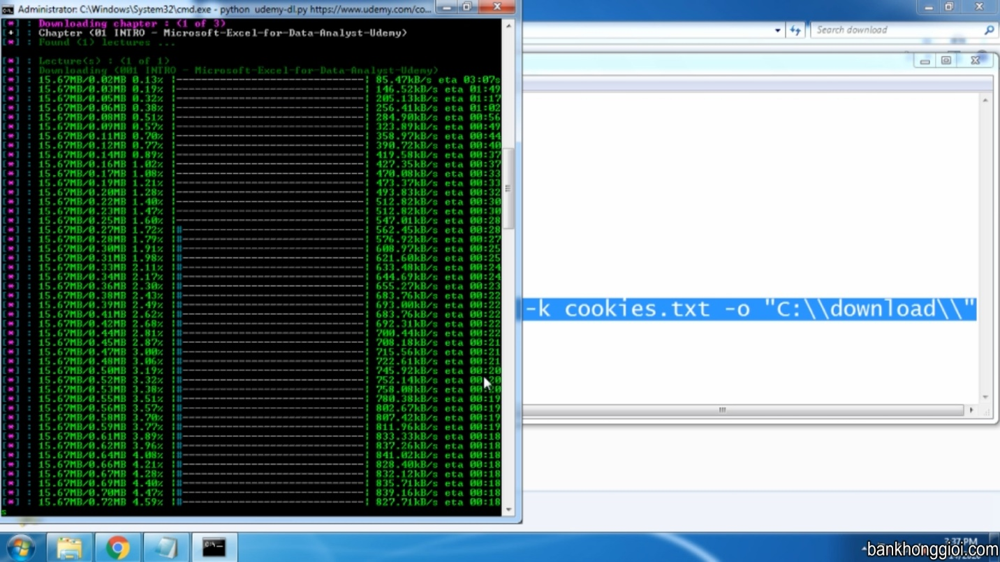 Administrator: C:\Windows\System32\cmd.exe - python udemy-dl.py https://www.udemy.com/co...
[*] : Downloading chapter : (1 of 3)
[+] : Chapter (01 INTRO - Microsoft-Excel-for-Data-Analyst-Udemy)
[*] : Found (1) lectures ...
[*] : Lecture(s) : (1 of 1)
[*] : Downloading (001 INTRO - Microsoft-Excel-for-Data-Analyst-Udemy)
[*] : 15.67MB/0.02MB 0.13% |------------------------------| 85.47kB/s eta 03:07s
[*] : 15.67MB/0.03MB 0.19% |------------------------------| 146.52kB/s eta 01:49
[*] : 15.67MB/0.05MB 0.32% |------------------------------| 205.13kB/s eta 01:17
[*] : 15.67MB/0.06MB 0.38% |------------------------------| 256.41kB/s eta 01:02
[*] : 15.67MB/0.08MB 0.51% |------------------------------| 284.90kB/s eta 00:56
[*] : 15.67MB/0.09MB 0.57% |------------------------------| 323.89kB/s eta 00:49
[*] : 15.67MB/0.11MB 0.70% |------------------------------| 358.97kB/s eta 00:44
[*] : 15.67MB/0.12MB 0.77% |------------------------------| 390.72kB/s eta 00:40
[*] : 15.67MB/0.14MB 0.89% |------------------------------| 419.58kB/s eta 00:37
[*] : 15.67MB/0.16MB 1.02% |------------------------------| 427.35kB/s eta 00:37
[*] : 15.67MB/0.17MB 1.08% |------------------------------| 470.08kB/s eta 00:33
[*] : 15.67MB/0.19MB 1.21% |------------------------------| 473.37kB/s eta 00:33
[*] : 15.67MB/0.20MB 1.28% |------------------------------| 493.83kB/s eta 00:32
[*] : 15.67MB/0.22MB 1.40% |------------------------------| 512.82kB/s eta 00:30
[*] : 15.67MB/0.23MB 1.47% |------------------------------| 512.82kB/s eta 00:30
[*] : 15.67MB/0.25MB 1.60% |------------------------------| 547.01kB/s eta 00:28
[*] : 15.67MB/0.27MB 1.72% |#-----------------------------| 562.45kB/s eta 00:28
[*] : 15.67MB/0.28MB 1.79% |#-----------------------------| 576.92kB/s eta 00:27
[*] : 15.67MB/0.30MB 1.91% |#-----------------------------| 608.97kB/s eta 00:25
[*] : 15.67MB/0.31MB 1.98% |#-----------------------------| 621.60kB/s eta 00:25
[*] : 15.67MB/0.33MB 2.11% |#-----------------------------| 633.48kB/s eta 00:24
[*] : 15.67MB/0.34MB 2.17% |#-----------------------------| 644.69kB/s eta 00:24
[*] : 15.67MB/0.36MB 2.30% |#-----------------------------| 655.27kB/s eta 00:23
[*] : 15.67MB/0.38MB 2.43% |#-----------------------------| 683.76kB/s eta 00:22
[*] : 15.67MB/0.39MB 2.49% |#-----------------------------| 693.00kB/s eta 00:22
[*] : 15.67MB/0.41MB 2.62% |#-----------------------------| 683.76kB/s eta 00:22
[*] : 15.67MB/0.42MB 2.68% |#-----------------------------| 692.31kB/s eta 00:22
[*] : 15.67MB/0.44MB 2.81% |#-----------------------------| 700.44kB/s eta 00:22
[*] : 15.67MB/0.45MB 2.87% |#-----------------------------| 708.18kB/s eta 00:21
[*] : 15.67MB/0.47MB 3.00% |#-----------------------------| 715.56kB/s eta 00:21
[*] : 15.67MB/0.48MB 3.06% |#-----------------------------| 722.61kB/s eta 00:21
[*] : 15.67MB/0.50MB 3.19% |#-----------------------------| 745.92kB/s eta 00:20
[*] : 15.67MB/0.52MB 3.32% |#-----------------------------| 752.14kB/s eta 00:20
[*] : 15.67MB/0.53MB 3.38% |#-----------------------------| 758.08kB/s eta
[*] : 15.67MB/0.55MB 3.51% |#-----------------------------| 780.38kB/s eta 00:19
[*] : 15.67MB/0.56MB 3.57% |#-----------------------------| 802.67kB/s eta 00:19
[*] : 15.67MB/0.58MB 3.70% |#-----------------------------| 807.42kB/s eta 00:19
[*] : 15.67MB/0.59MB 3.77% |#-----------------------------| 811.96kB/s eta 00:19
[*] : 15.67MB/0.61MB 3.89% |#-----------------------------| 833.33kB/s eta 00:18
[*] : 15.67MB/0.62MB 3.96% |#-----------------------------| 837.26kB/s eta 00:18
[*] : 15.67MB/0.64MB 4.08% |#-----------------------------| 841.02kB/s eta 00:18
[*] : 15.67MB/0.66MB 4.21% |#-----------------------------| 828.40kB/s eta 00:18
[*] : 15.67MB/0.67MB 4.28% |#-----------------------------| 832.12kB/s eta 00:18
[*] : 15.67MB/0.69MB 4.40% |#-----------------------------| 835.71kB/s eta 00:18
[*] : 15.67MB/0.70MB 4.47% |#-----------------------------| 839.16kB/s eta 00:18
[*] : 15.67MB/0.72MB 4.59% |#-----------------------------| 827.71kB/s eta 00:18
s
Search download
-k cookies.txt -o "C:\\download\\"
bankhonggioi.com